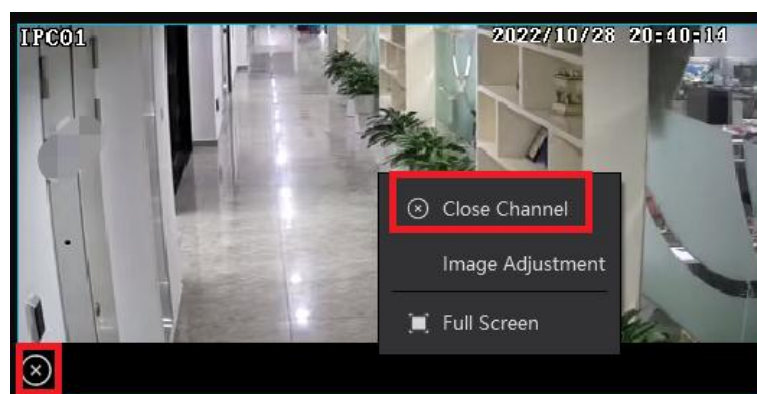 IPC01
2022/10/28 20:40:14
Close Channel
Image Adjustment
Full Screen